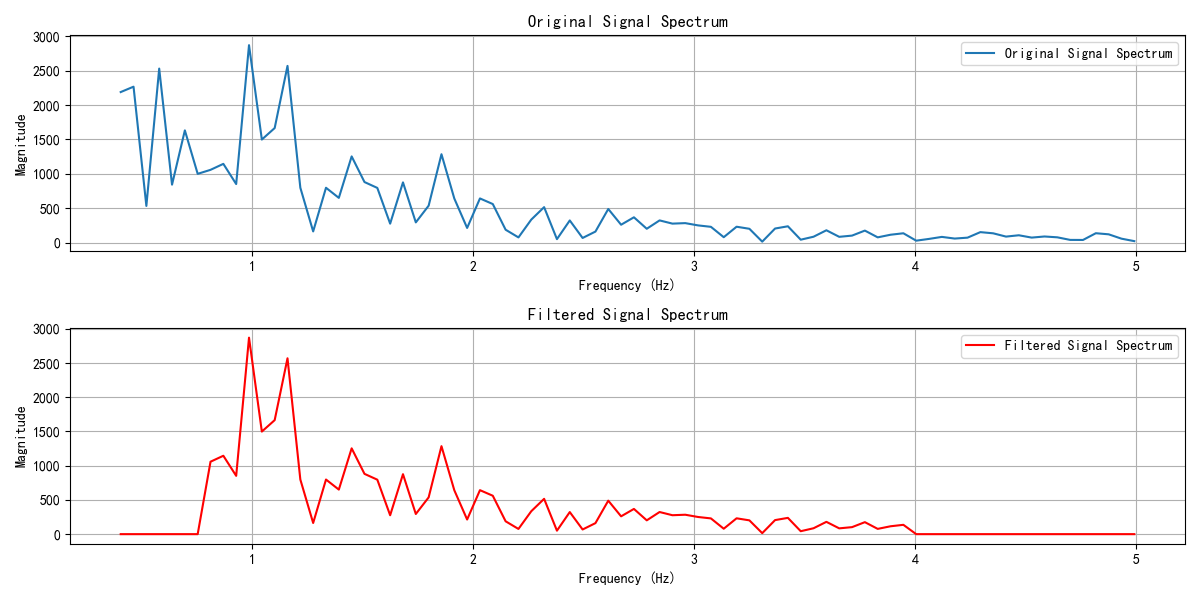 Original Signal Spectrum
3000
2500
2000
1500
1000
500
0
Magnitude
Original Signal Spectrum
1 2 3 4 5
Frequency (Hz)
Filtered Signal Spectrum
3000
2500
2000
1500
1000
500
0
Magnitude
Filtered Signal Spectrum
1 2 3 4 5
Frequency (Hz)